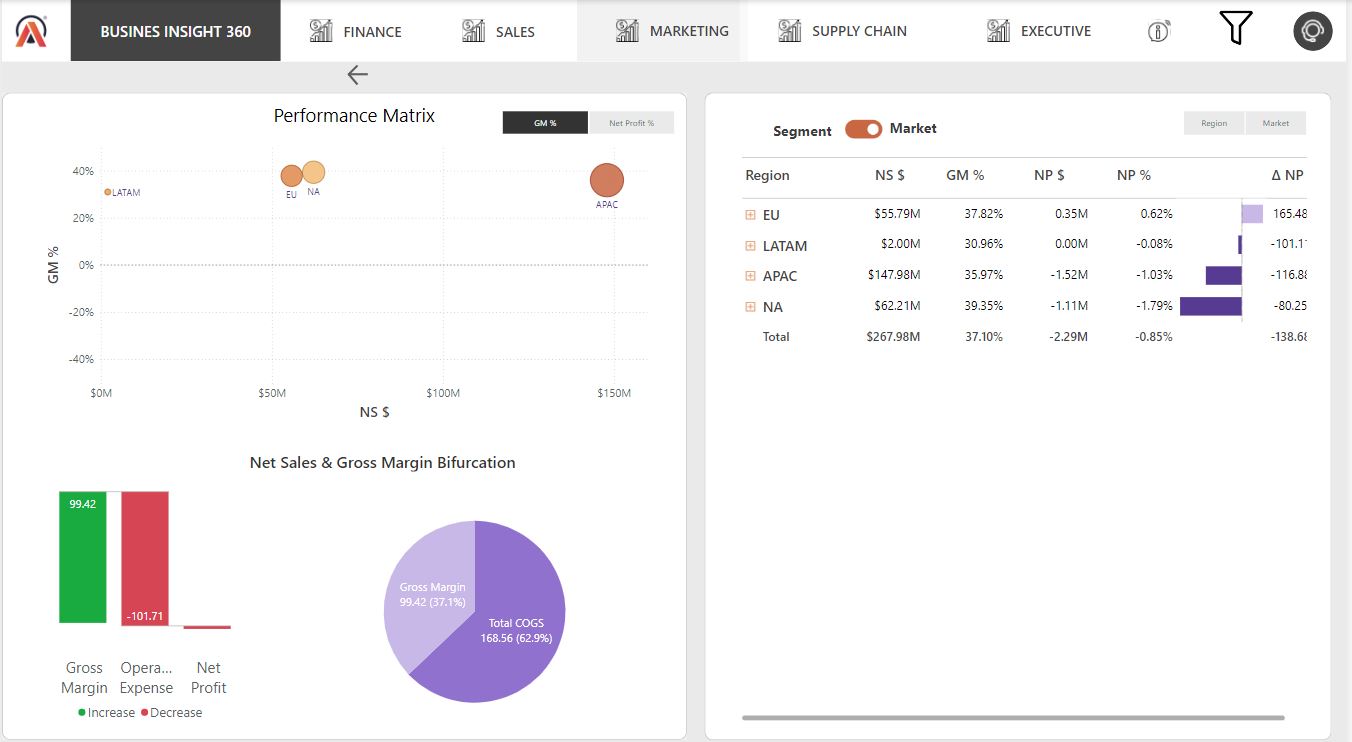 BUSINES INSIGHT 360
FINANCE
SALES
MARKETING
SUPPLY CHAIN
EXECUTIVE
Performance Matrix
GM %
Net Profit %
40%
20%
0%
-20%
-40%
GM %
LATAM
EU
NA
APAC
$0M
$50M
$100M
$150M
NS $
Net Sales & Gross Margin Bifurcation
99.42
-101.71
Gross Margin
Opera... Expense
Net Profit
Increase
Decrease
Gross Margin
99.42 (37.1%)
Total COGS
168.56 (62.9%)
Segment
Market
Region
Market
Region NS $ GM % NP $ NP % Δ NP
EU $55.79M 37.82% 0.35M 0.62% 165.48
LATAM $2.00M 30.96% 0.00M -0.08% -101.1
APAC $147.98M 35.97% -1.52M -1.03% -116.88
NA $62.21M 39.35% -1.11M -1.79% -80.25
Total $267.98M 37.10% -2.29M -0.85% -138.68